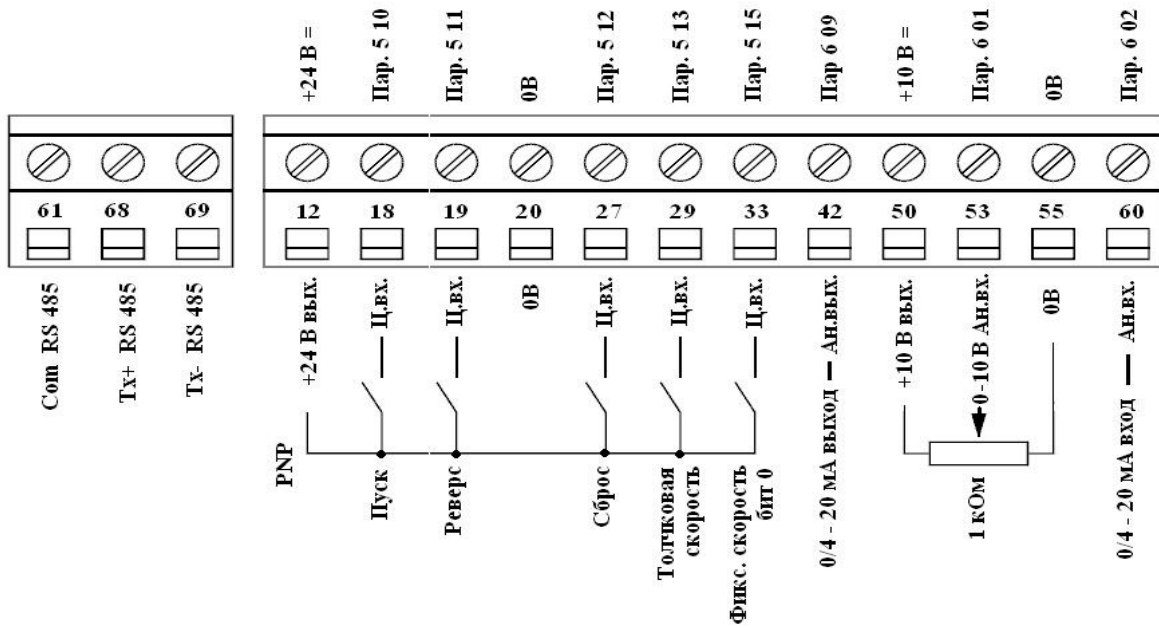 +24 В =
Пар. 5 10
Пар. 5 11
0В
Пар. 5 12
Пар. 5 13
Пар. 5 15
Пар 6 09
+10 В =
Пар. 6 01
0В
Пар. 6 02
61
68
69
12
18
19
20
27
29
33
42
50
53
55
60
Com RS 485
Tx+ RS 485
Tx- RS 485
+24 В вых.
Ц.вх.
Ц.вх.
0В
Ц.вх.
Ц.вх.
Ц.вх.
0/4 - 20 мА выход — Ан.вых.
+10 В вых.
0-10 В Ан.вх.
0В
0/4 - 20 мА вход — Ан.вх.
PNP
Пуск
Реверс
Сброс
Толчковая
скорость
Фикс. скорость
бит 0
1 кОм